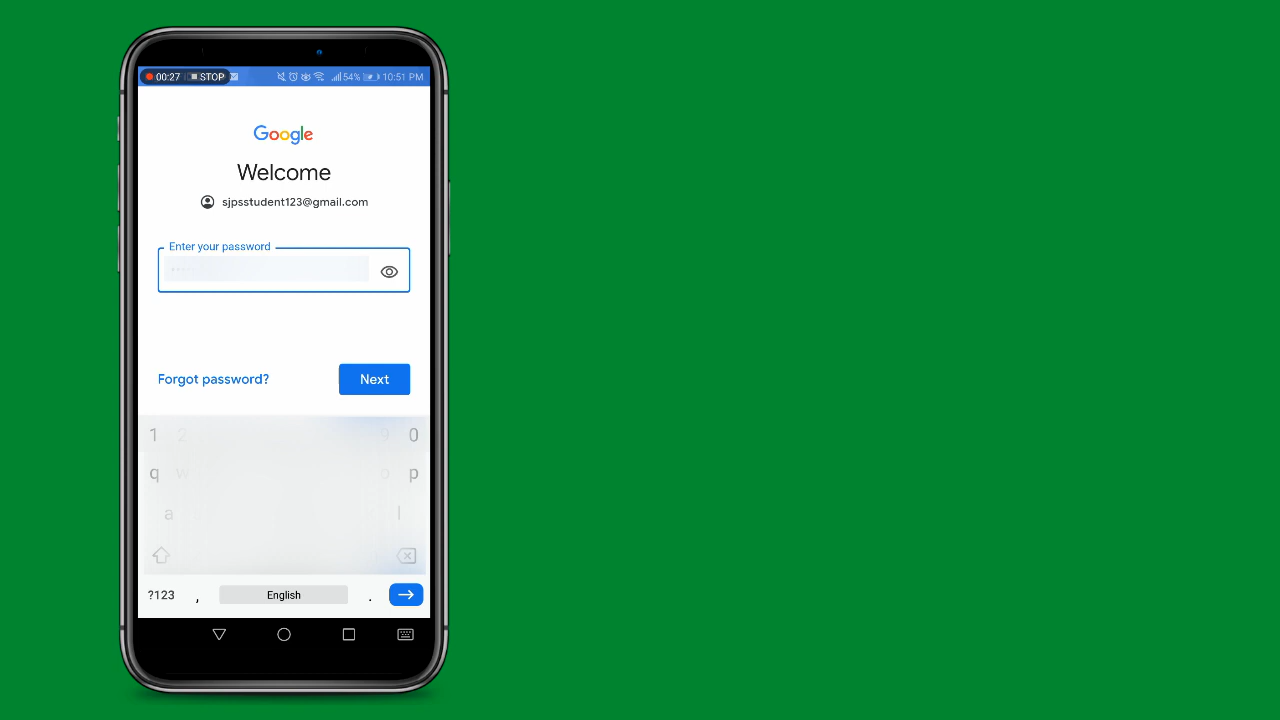 00:27 STOP 54% 10:51 PM
Google
Welcome
sjpsstudent123@gmail.com
Enter your password
Forgot password? Next
1 2 9 0
q w o p
a l
?123 , English .